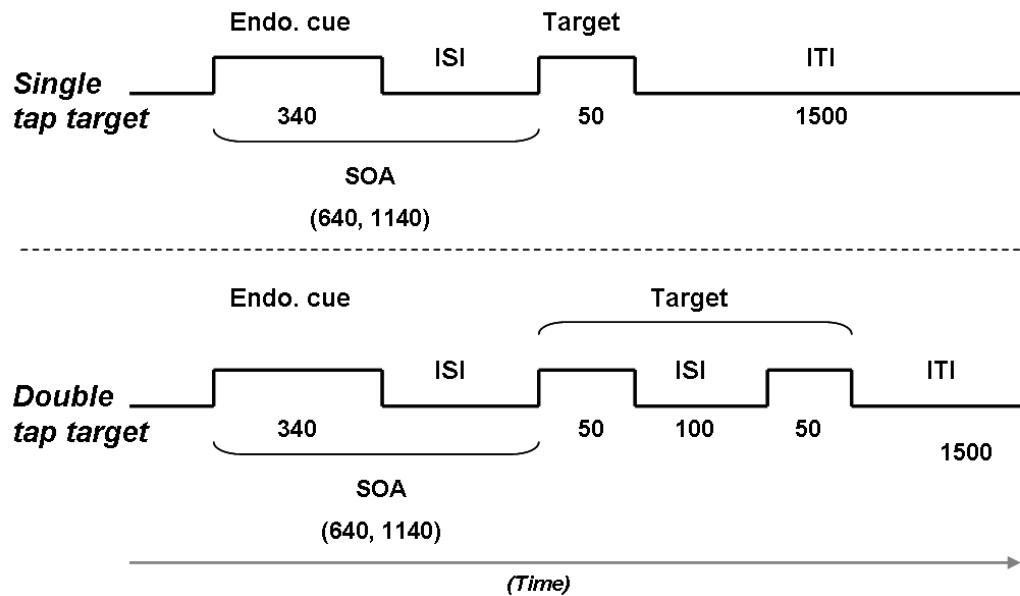 Endo. cue Target
ISI ITI
Single
tap target
340 50 1500
SOA
(640, 1140)
Endo. cue Target
ISI ISI ITI
Double
tap target
340 50 100 50
1500
SOA
(640, 1140)
(Time)